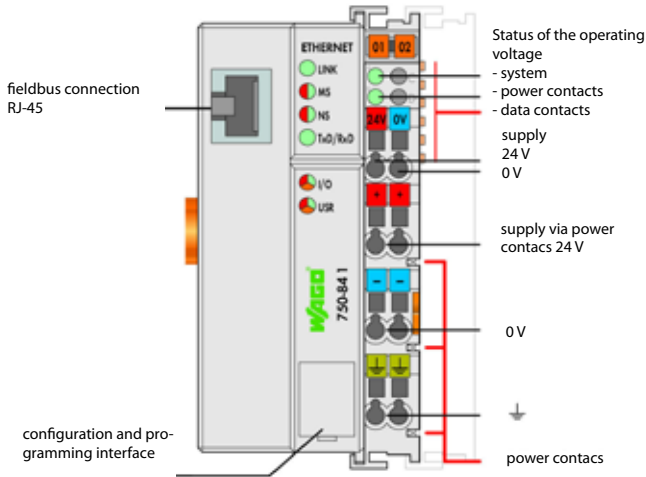 fieldbus connection
RJ-45
ETHERNET
LINK
MS
NS
TxD/RxD
I/O
USR
WAGO
750-841
01 02
24V 0V
+ +
− −
Status of the operating
voltage
- system
- power contacts
- data contacts
supply
24 V
0 V
supply via power
contacs 24 V
0 V
power contacs
configuration and pro-
gramming interface